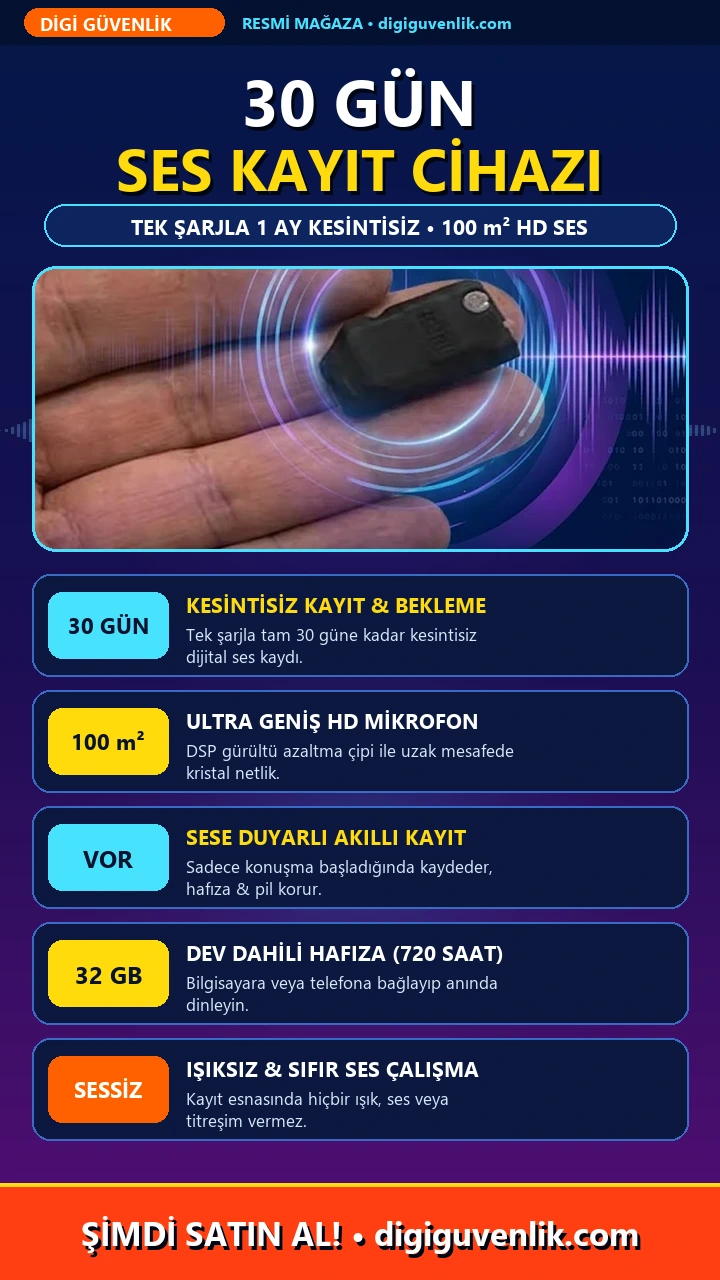 DİGİ GÜVENLİK
RESMİ MAĞAZA • digiguvenlik.com
30 GÜN
SES KAYIT CİHAZI
TEK ŞARJLA 1 AY KESİNTİSİZ • 100 m² HD SES
30 GÜN
KESİNTİSİZ KAYIT & BEKLEME
Tek şarjla tam 30 güne kadar kesintisiz
dijital ses kaydı.
100 m²
ULTRA GENİŞ HD MİKROFON
DSP gürültü azaltma çipi ile uzak mesafede
kristal netlik.
VOR
SESE DUYARLI AKILLI KAYIT
Sadece konuşma başladığında kaydeder,
hafıza & pil korur.
32 GB
DEV DAHİLİ HAFIZA (720 SAAT)
Bilgisayara veya telefona bağlayıp anında
dinleyin.
SESSİZ
IŞIKSIZ & SIFIR SES ÇALIŞMA
Kayıt esnasında hiçbir ışık, ses veya
titreşim vermez.
ŞİMDİ SATIN AL! • digiguvenlik.com